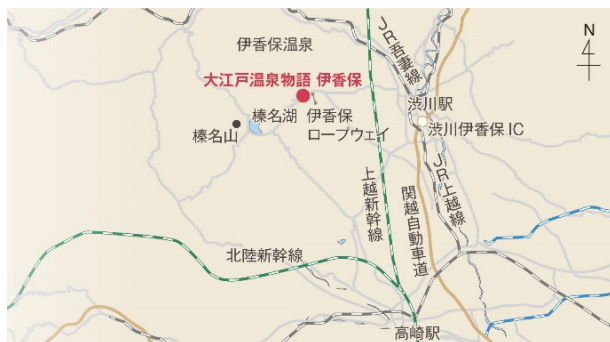 N
伊香保温泉
大江戸温泉物語 伊香保
JR吾妻線
渋川駅
渋川伊香保IC
榛名山
榛名湖
伊香保
ロープウェイ
上越新幹線
関越自動車道
JR上越線
北陸新幹線
高崎駅